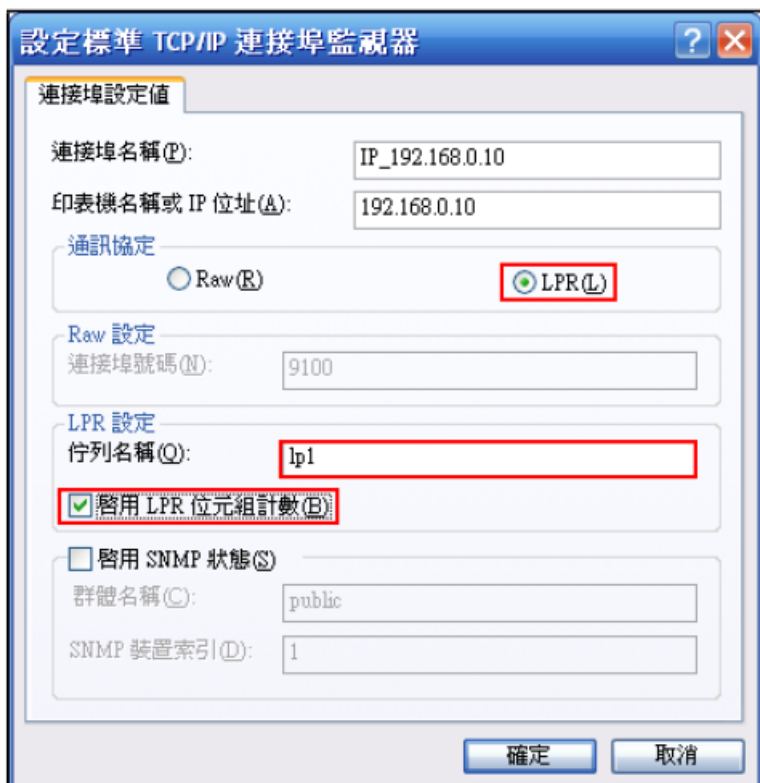 設定標準 TCP/IP 連接埠監視器
連接埠設定值
連接埠名稱(P): IP_192.168.0.10
印表機名稱或 IP 位址(A): 192.168.0.10
通訊協定
Raw(R) LPR(L)
Raw 設定
連接埠號碼(N): 9100
LPR 設定
佇列名稱(Q): lp1
啓用 LPR 位元組計數(B)
啓用 SNMP 狀態(S)
群體名稱(C): public
SNMP 裝置索引(D): 1
確定 取消